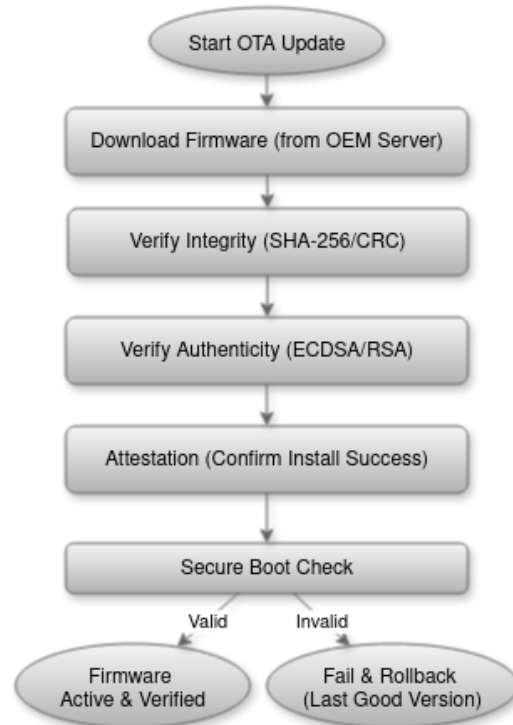 Start OTA Update
Download Firmware (from OEM Server)
Verify Integrity (SHA-256/CRC)
Verify Authenticity (ECDSA/RSA)
Attestation (Confirm Install Success)
Secure Boot Check
Valid
Invalid
Firmware
Active & Verified
Fail & Rollback
(Last Good Version)